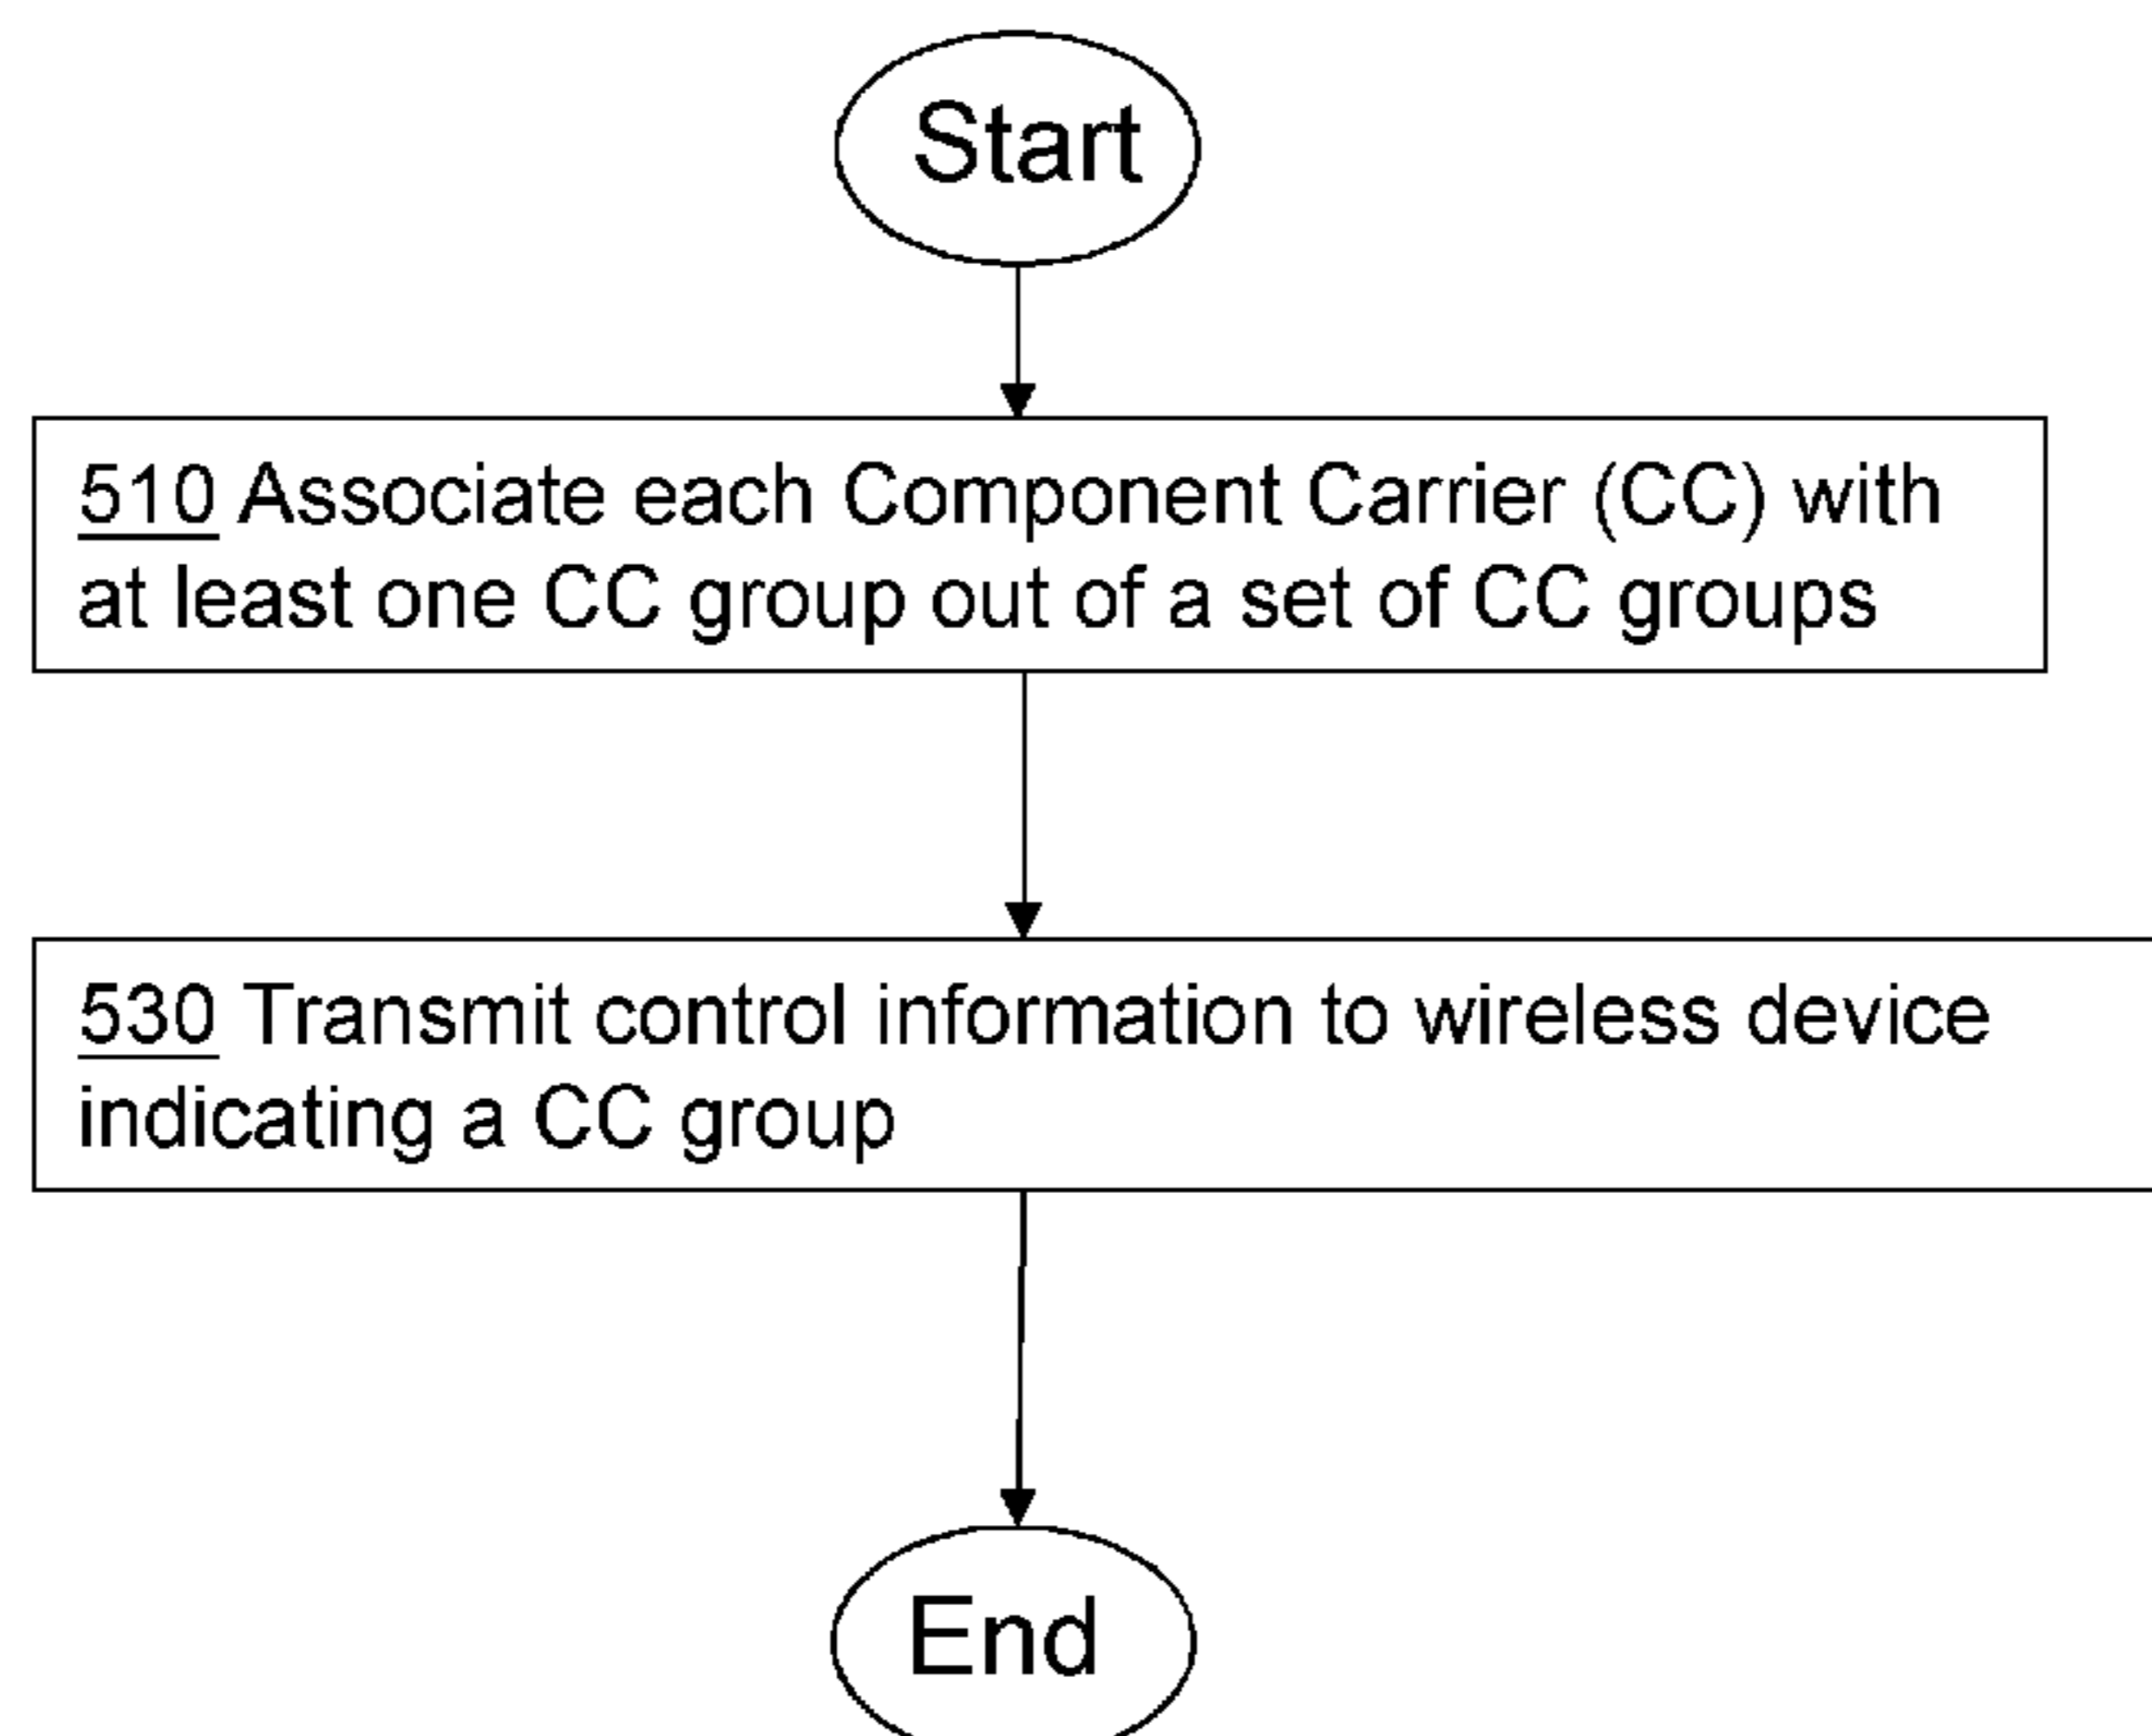 Start
510 Associate each Component Carrier (CC) with
at least one CC group out of a set of CC groups
530 Transmit control information to wireless device
indicating a CC group
End